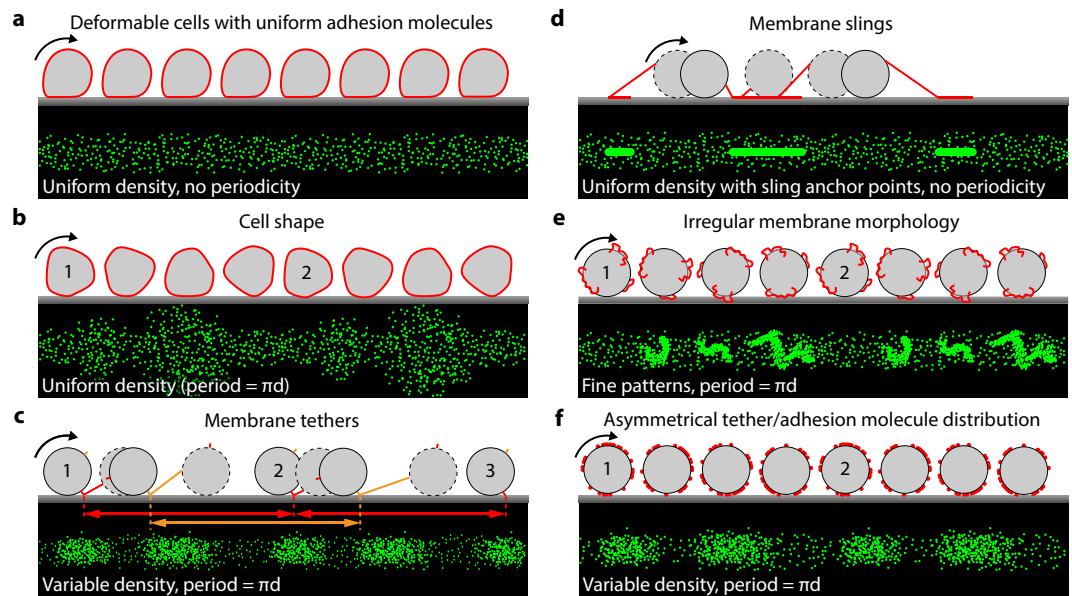 a
Deformable cells with uniform adhesion molecules
Uniform density, no periodicity
b
Cell shape
1
2
Uniform density (period = πd)
c
Membrane tethers
1
2
3
Variable density, period = πd
d
Membrane slings
Uniform density with sling anchor points, no periodicity
e
Irregular membrane morphology
1
2
Fine patterns, period = πd
f
Asymmetrical tether/adhesion molecule distribution
1
2
Variable density, period = πd